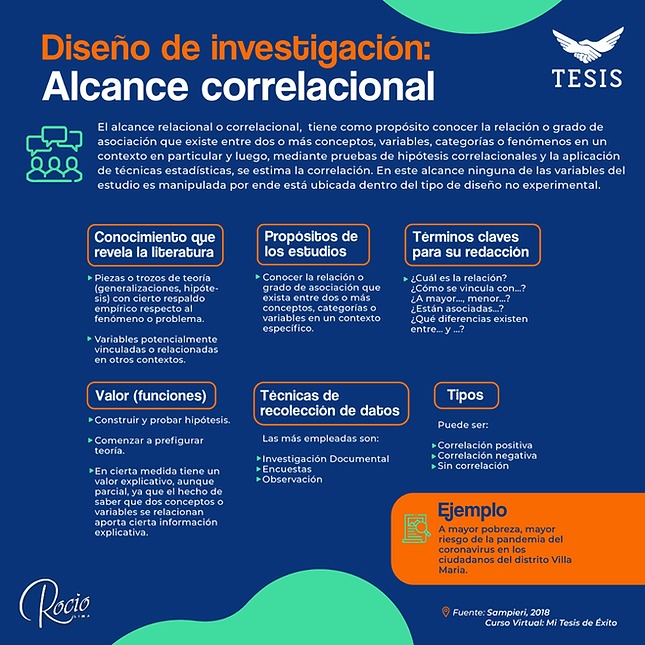 Diseño de investigación:
Alcance correlacional
TESIS
El alcance relacional o correlacional, tiene como propósito conocer la relación o grado de
asociación que existe entre dos o más conceptos, variables, categorías o fenómenos en un
contexto en particular y luego, mediante pruebas de hipótesis correlacionales y la aplicación
de técnicas estadísticas, se estima la correlación. En este alcance ninguna de las variables del
estudio es manipulada por ende está ubicada dentro del tipo de diseño no experimental.
Conocimiento que
revela la literatura
Piezas o trozos de teoría
(generalizaciones, hipóte-
sis) con cierto respaldo
empírico respecto al
fenómeno o problema.
Variables potencialmente
vinculadas o relacionadas
en otros contextos.
Propósitos de
los estudios
Conocer la relación o
grado de asociación que
exista entre dos o más
conceptos, categorías o
variables en un contexto
específico.
Términos claves
para su redacción
¿Cuál es la relación?
¿Cómo se vincula con...?
¿A mayor..., menor...?
¿Están asociadas...?
¿Qué diferencias existen
entre... y ...?
Valor (funciones)
Construir y probar hipótesis.
Comenzar a prefigurar
teoría.
En cierta medida tiene un
valor explicativo, aunque
parcial, ya que el hecho de
saber que dos conceptos o
variables se relacionan
aporta cierta información
explicativa.
Técnicas de
recolección de datos
Las más empleadas son:
Investigación Documental
Encuestas
Observación
Tipos
Puede ser:
Correlación positiva
Correlación negativa
Sin correlación
Ejemplo
A mayor pobreza, mayor
riesgo de la pandemia del
coronavirus en los
ciudadanos del distrito Villa
Maria.
Rocio
LIMP
Fuente: Sampieri, 2018
Curso Virtual: Mi Tesis de Éxito